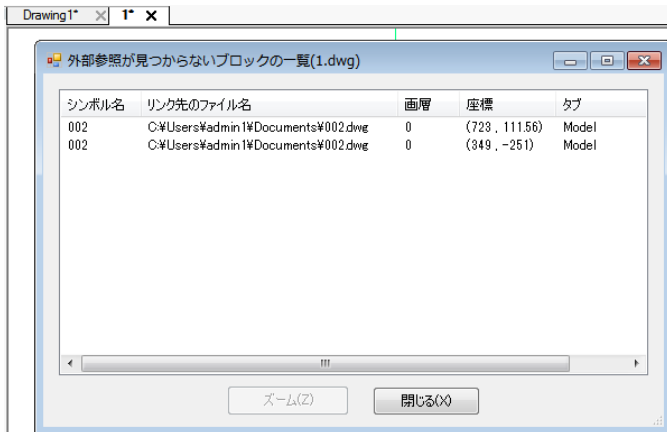 Drawing1* 1*
外部参照が見つからないブロックの一覧(1.dwg)
シンボル名 リンク先のファイル名 画層 座標 タブ
002 C:¥Users¥admin1¥Documents¥002.dwg 0 (723 , 111.56) Model
002 C:¥Users¥admin1¥Documents¥002.dwg 0 (349 , -251) Model
ズーム(Z) 閉じる(X)